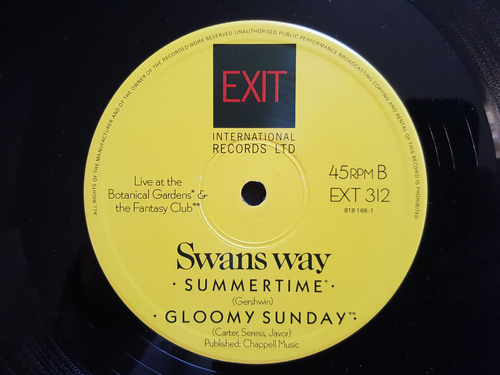 ALL RIGHTS OF THE MANUFACTURER AND OF THE OWNER OF THE RECORDED WORK RESERVED UNAUTHORISED PUBLIC PERFORMANCE BROADCASTING COPYING AND RENTAL OF THIS RECORD IS PROHIBITED
EXIT
INTERNATIONAL
RECORDS LTD
Live at the
Botanical Gardens* &
the Fantasy Club**
45RPM B
EXT 312
818 166-1
Swans way
• SUMMERTIME* •
(Gershwin)
• GLOOMY SUNDAY** •
(Carter, Seress, Javor)
Published: Chappell Music